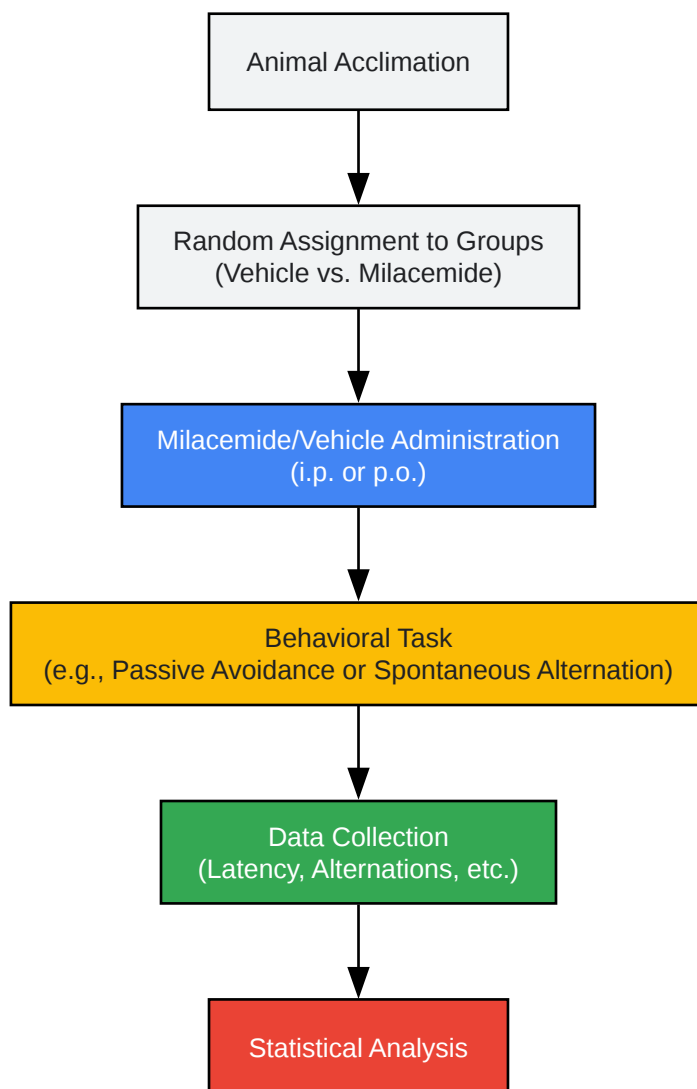 Animal Acclimation
Random Assignment to Groups
(Vehicle vs. Milacemide)
Milacemide/Vehicle Administration
(i.p. or p.o.)
Behavioral Task
(e.g., Passive Avoidance or Spontaneous Alternation)
Data Collection
(Latency, Alternations, etc.)
Statistical Analysis